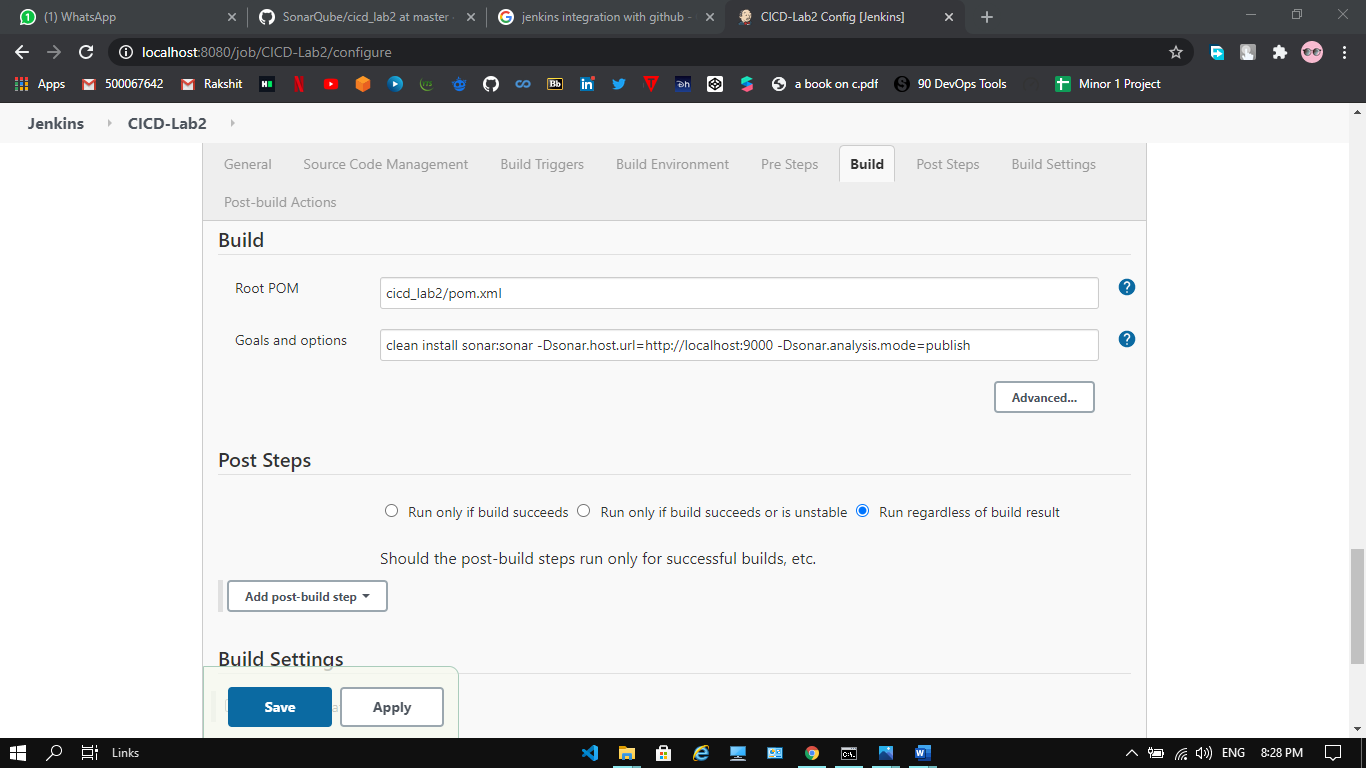 (1) WhatsApp
SonarQube/cicd_lab2 at master
jenkins integration with github -
CICD-Lab2 Config [Jenkins]
localhost:8080/job/CICD-Lab2/configure
Apps
500067642
Rakshit
a book on c.pdf
90 DevOps Tools
Minor 1 Project
Jenkins
CICD-Lab2
General
Source Code Management
Build Triggers
Build Environment
Pre Steps
Build
Post Steps
Build Settings
Post-build Actions
Build
Root POM
cicd_lab2/pom.xml
Goals and options
clean install sonar:sonar -Dsonar.host.url=http://localhost:9000 -Dsonar.analysis.mode=publish
Advanced...
Post Steps
Run only if build succeeds
Run only if build succeeds or is unstable
Run regardless of build result
Should the post-build steps run only for successful builds, etc.
Add post-build step
Build Settings
Save
Apply
Links
ENG
8:28 PM